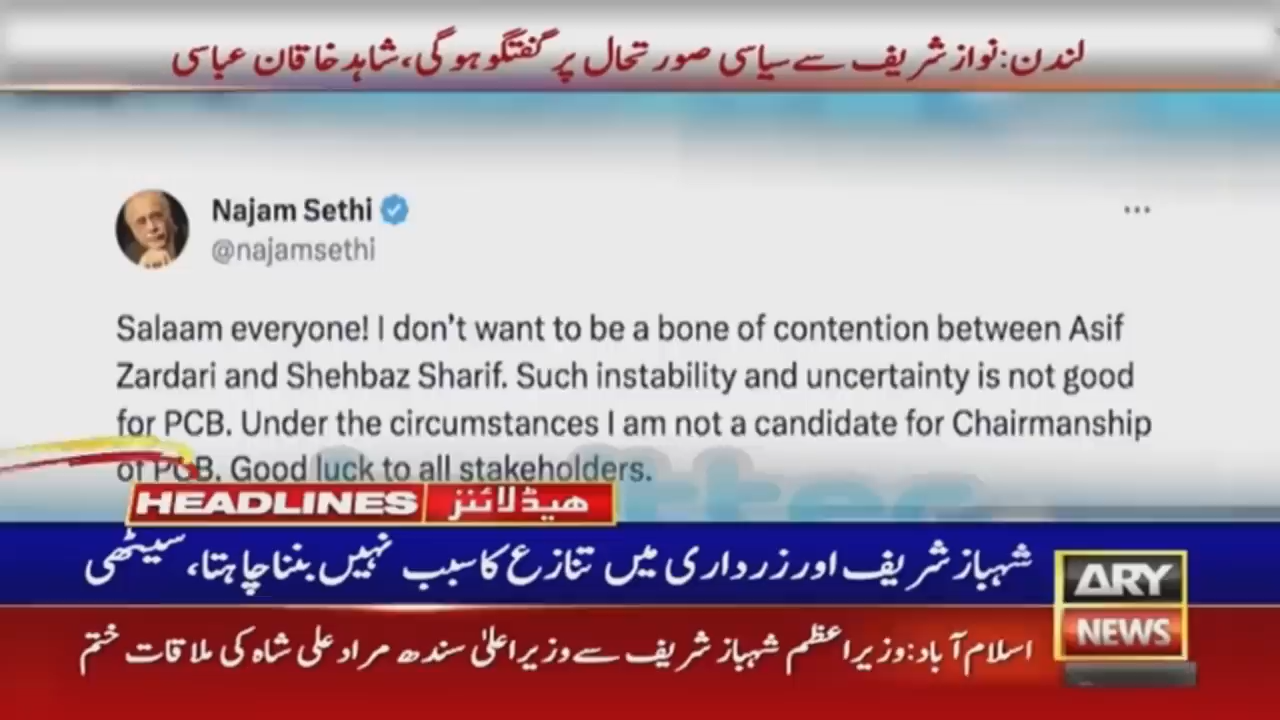 لندن: نواز شریف سے سیاسی صورتحال پر گفتگو ہوگی، شاہد خاقان عباسی
Najam Sethi
@najamsethi
Salaam everyone! I don't want to be a bone of contention between Asif
Zardari and Shehbaz Sharif. Such instability and uncertainty is not good
for PCB. Under the circumstances I am not a candidate for Chairmanship
of PCB. Good luck to all stakeholders.
twitter
HEADLINES ھیڈلائنز
شہباز شریف اور زرداری میں تنازع کا سبب نہیں بننا چاہتا، سیٹھی
ARY
NEWS
اسلام آباد: وزیراعظم شہباز شریف سے وزیراعلیٰ سندھ مراد علی شاہ کی ملاقات ختم